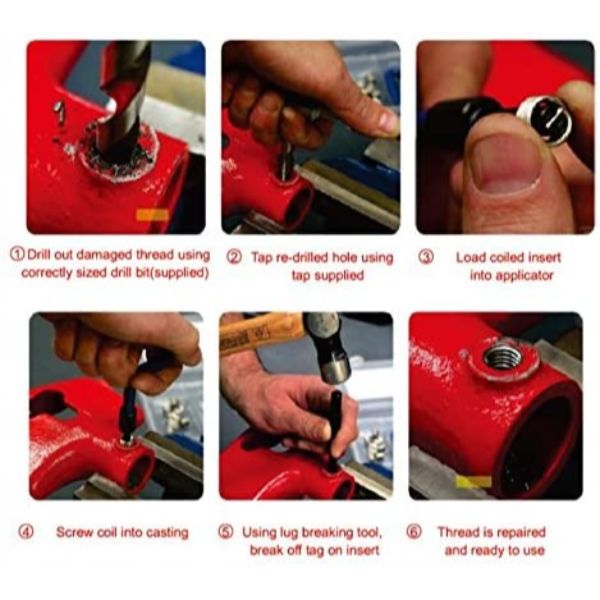 ① Drill out damaged thread using
correctly sized drill bit(supplied)
② Tap re-drilled hole using
tap supplied
③ Load coiled insert
into applicator
④ Screw coil into casting
⑤ Using lug breaking tool,
break off tag on insert
⑥ Thread is repaired
and ready to use